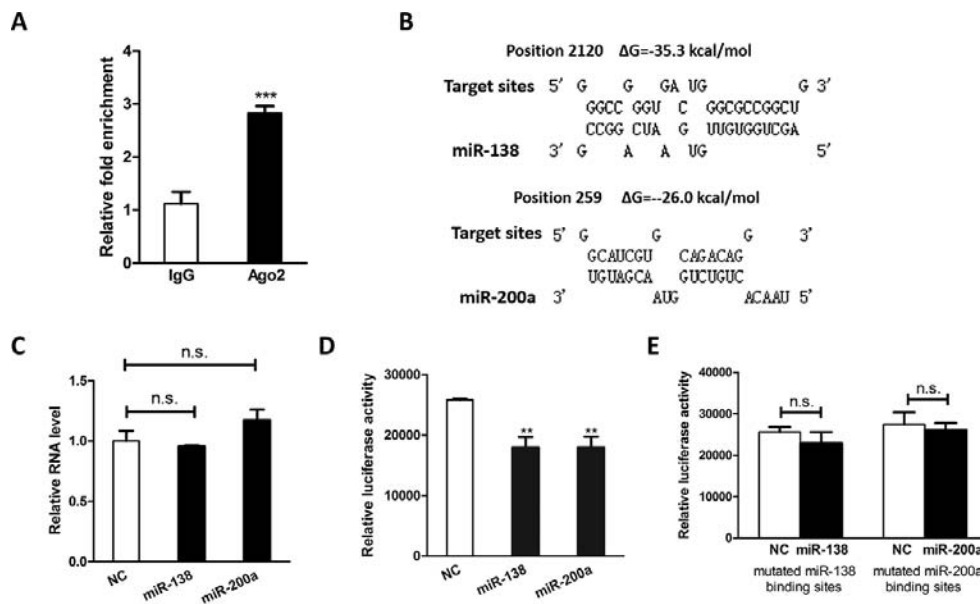 A
Relative fold enrichment
4
3
2
1
0
***
IgG
Ago2
B
Position 2120 ΔG=-35.3 kcal/mol
Target sites 5' G G GA UG G 3'
GGCC GGU C GGCGCCGGCU
CCGG CUA G UUGUGGUCGA
miR-138 3' G A A UG 5'
Position 259 ΔG=--26.0 kcal/mol
Target sites 5' G G G 3'
GCAUCGU CAGACAG
UGUAGCA GUCUGUC
miR-200a 3' AUG ACAAU 5'
C
Relative RNA level
1.5
1.0
0.5
0.0
n.s.
n.s.
NC
miR-138
miR-200a
D
Relative luciferase activity
30000
20000
10000
0
**
**
NC
miR-138
miR-200a
E
Relative luciferase activity
40000
30000
20000
10000
0
n.s.
n.s.
NC miR-138
NC miR-200a
mutated miR-138
binding sites
mutated miR-200a
binding sites